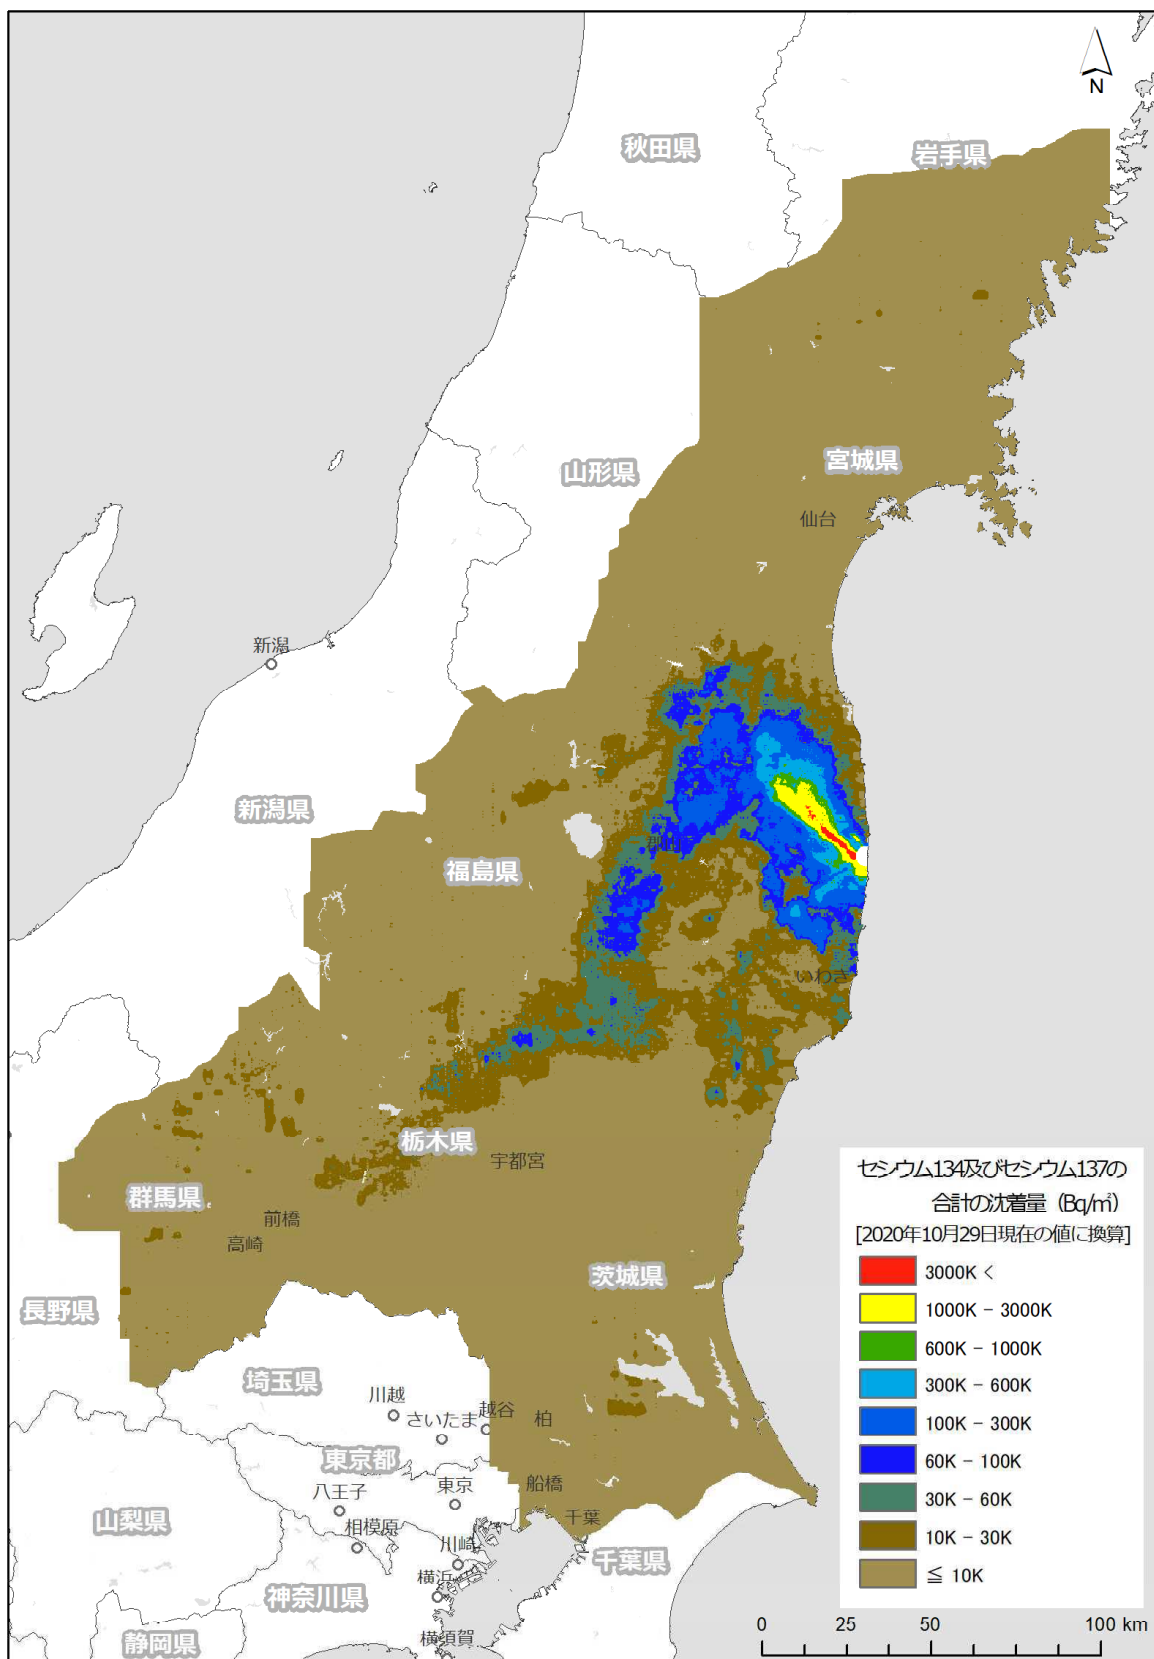 N
秋田県
岩手県
山形県
宮城県
仙台
新潟
新潟県
福島県
郡山
いわき
栃木県
宇都宮
群馬県
前橋
高崎
茨城県
長野県
埼玉県
川越
さいたま
越谷
柏
東京都
八王子
東京
船橋
山梨県
相模原
川崎
千葉
千葉県
横浜
神奈川県
静岡県
横須賀
セシウム134及びセシウム137の
合計の沈着量 (Bq/㎡)
[2020年10月29日現在の値に換算]
3000K <
1000K - 3000K
600K - 1000K
300K - 600K
100K - 300K
60K - 100K
30K - 60K
10K - 30K
≦ 10K
0 25 50 100 km